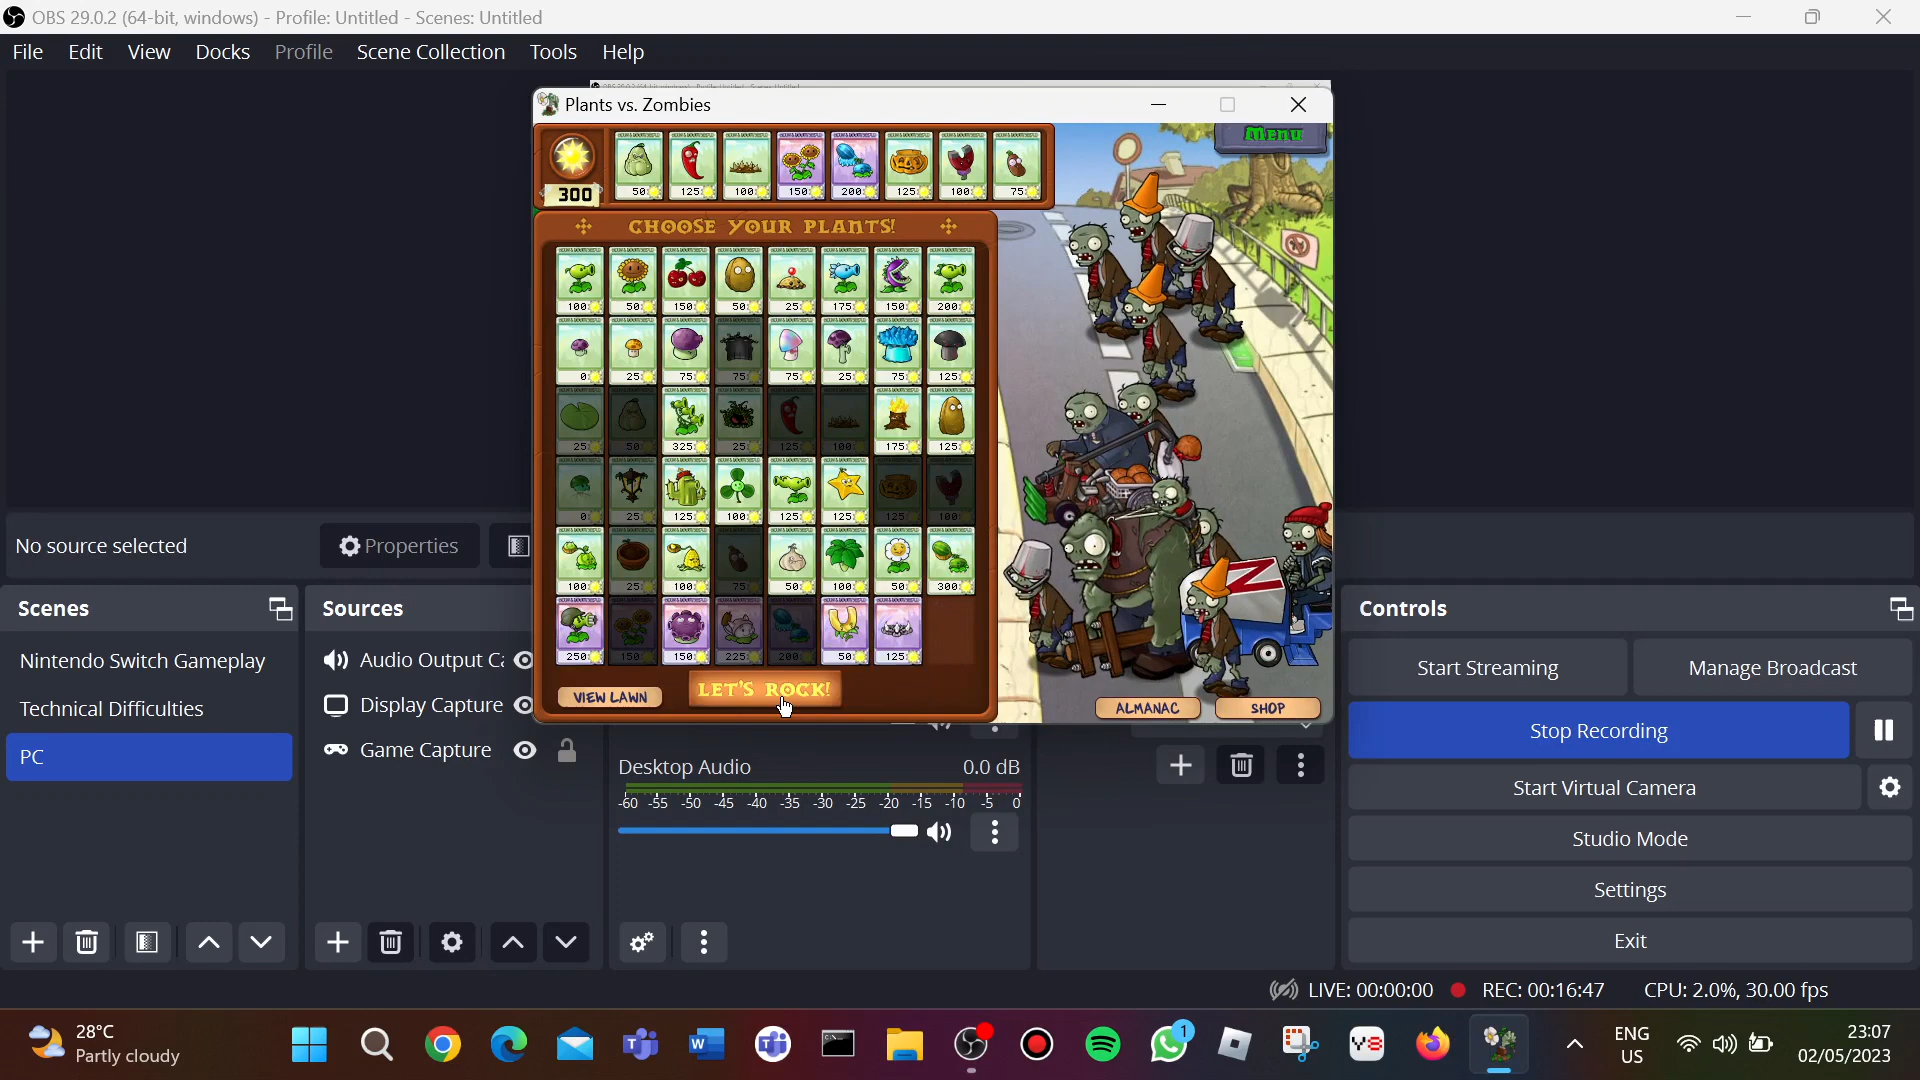 OBS 29.0.2 (64-bit, windows) - Profile: Untitled - Scenes: Untitled
File Edit View Docks Profile Scene Collection Tools Help
Plants vs. Zombies
Menu
300
50 125 100 150 200 125 100 75
CHOOSE YOUR PLANTS!
100 50 150 50 25 175 150 200
0 25 75 75 75 25 75 125
25 50 325 25 125 100 175 125
0 25 125 100 125 125 125 100
100 25 100 75 50 100 50 300
250 150 150 225 200 50 125
VIEW LAWN
LET'S ROCK!
ALMANAC
SHOP
No source selected
Properties
Scenes
Nintendo Switch Gameplay
Technical Difficulties
PC
Sources
Audio Output Ca
Display Capture
Game Capture
Desktop Audio 0.0 dB
-60 -55 -50 -45 -40 -35 -30 -25 -20 -15 -10 -5 0
Controls
Start Streaming
Manage Broadcast
Stop Recording
Start Virtual Camera
Studio Mode
Settings
Exit
LIVE: 00:00:00 REC: 00:16:47 CPU: 2.0%, 30.00 fps
28°C
Partly cloudy
1
ENG
US
23:07
02/05/2023